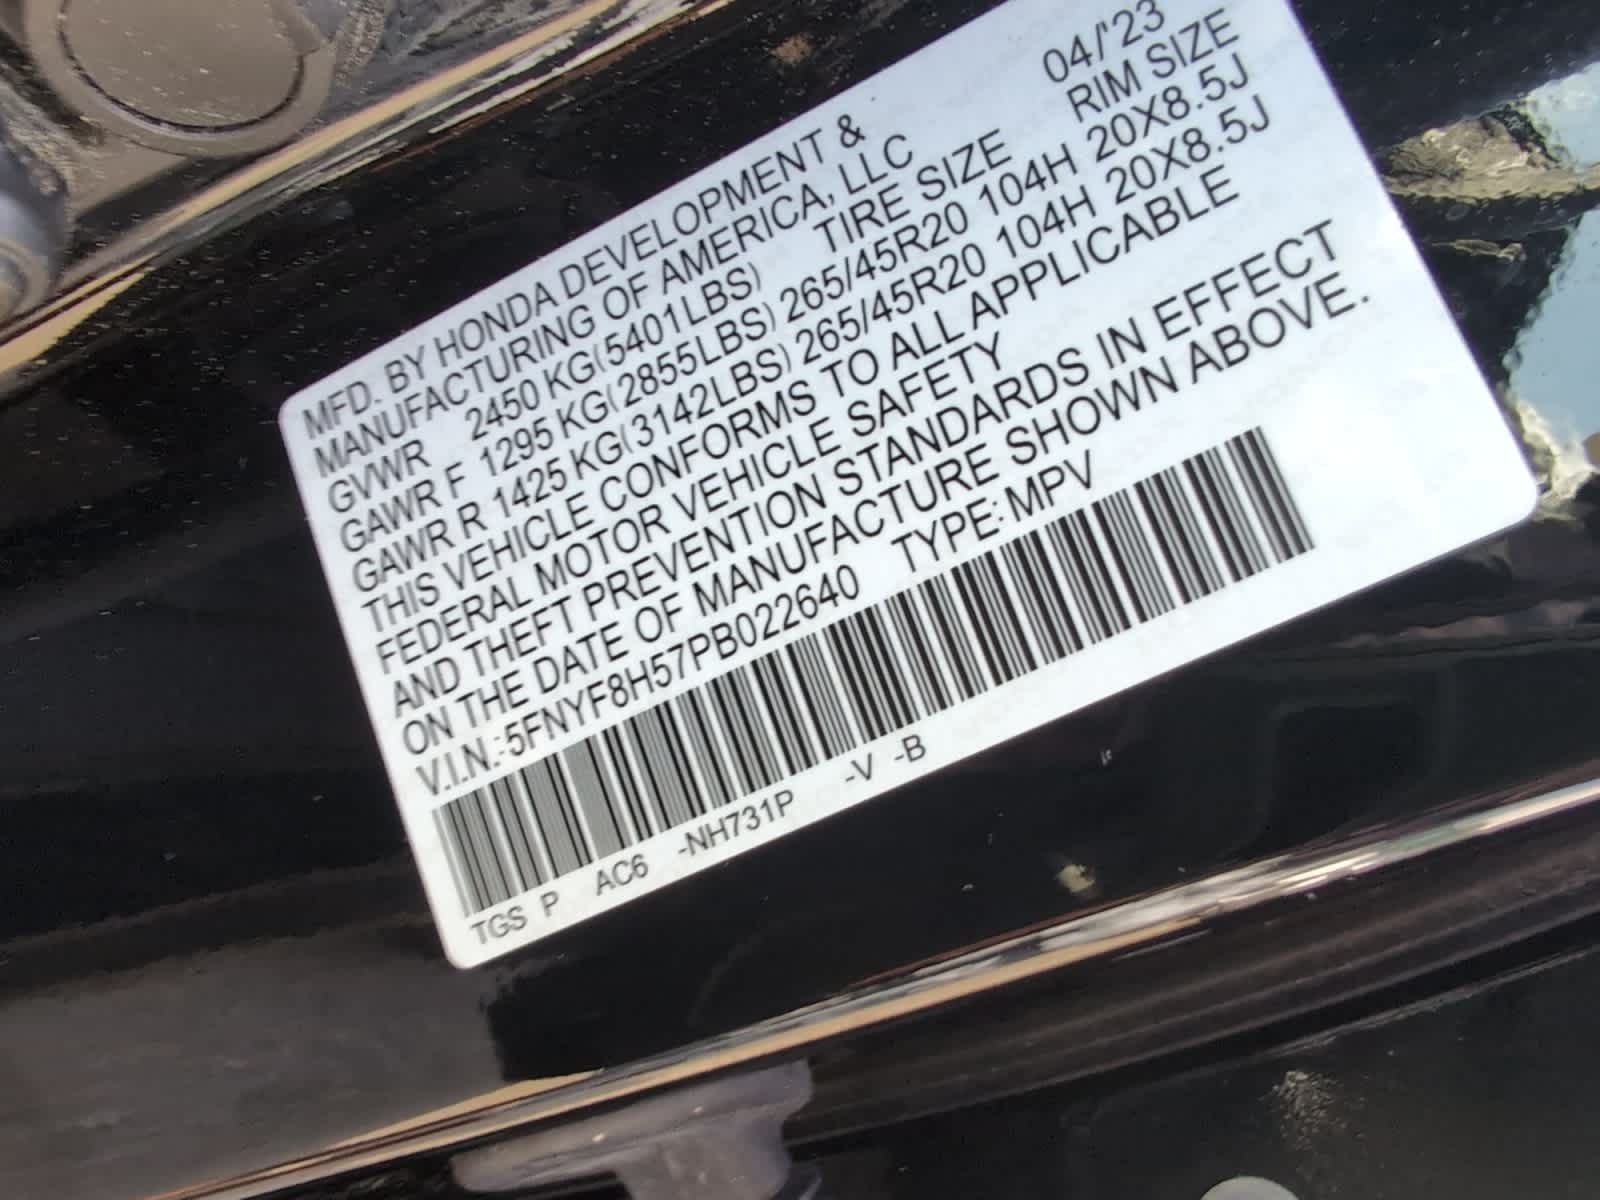 MFD. BY HONDA DEVELOPMENT & 04/'23
MANUFACTURING OF AMERICA, LLC RIM SIZE
GVWR 2450 KG(5401LBS) TIRE SIZE
GAWR F 1295 KG(2855LBS) 265/45R20 104H 20X8.5J
GAWR R 1425 KG(3142LBS) 265/45R20 104H 20X8.5J
THIS VEHICLE CONFORMS TO ALL APPLICABLE
FEDERAL MOTOR VEHICLE SAFETY
AND THEFT PREVENTION STANDARDS IN EFFECT
ON THE DATE OF MANUFACTURE SHOWN ABOVE.
V.I.N.:5FNYF8H57PB022640 TYPE:MPV
TGS P AC6 -NH731P -V -B